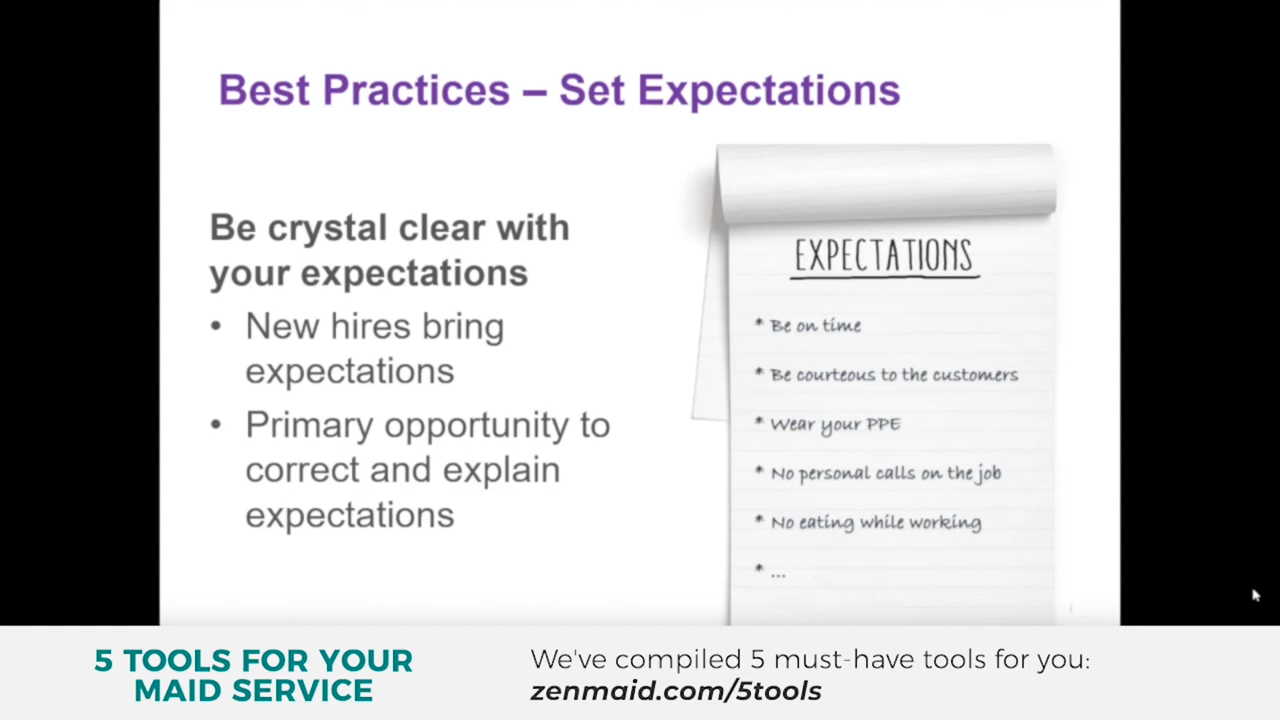 Best Practices – Set Expectations
Be crystal clear with
your expectations
• New hires bring
expectations
• Primary opportunity to
correct and explain
expectations
EXPECTATIONS
* Be on time
* Be courteous to the customers
* Wear your PPE
* No personal calls on the job
* No eating while working
* ...
5 TOOLS FOR YOUR
MAID SERVICE
We've compiled 5 must-have tools for you:
zenmaid.com/5tools